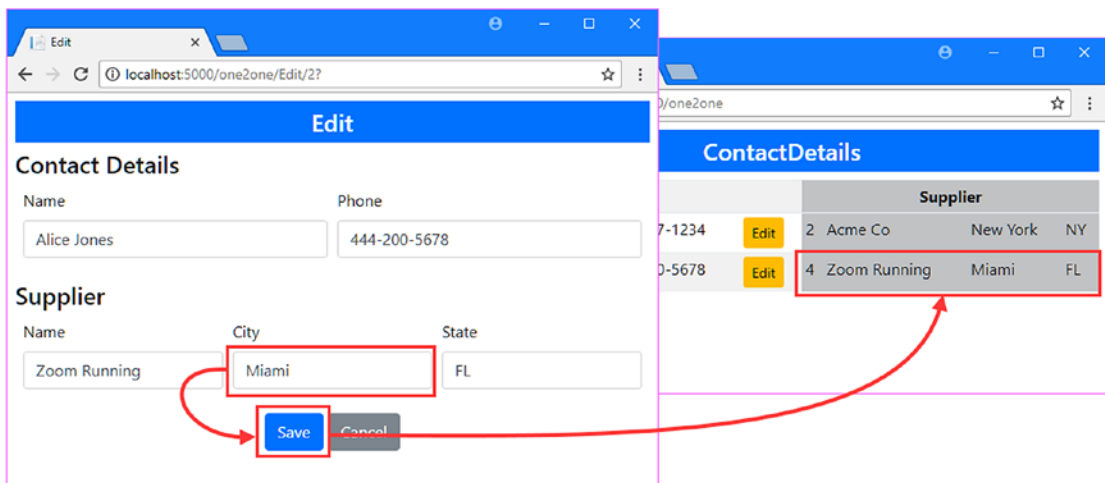 Edit
localhost:5000/one2one/Edit/2?
Edit
Contact Details
Name Phone
Alice Jones 444-200-5678
Supplier
Name City State
Zoom Running Miami FL
Save Cancel
/one2one
ContactDetails
Supplier
7-1234 Edit 2 Acme Co New York NY
0-5678 Edit 4 Zoom Running Miami FL